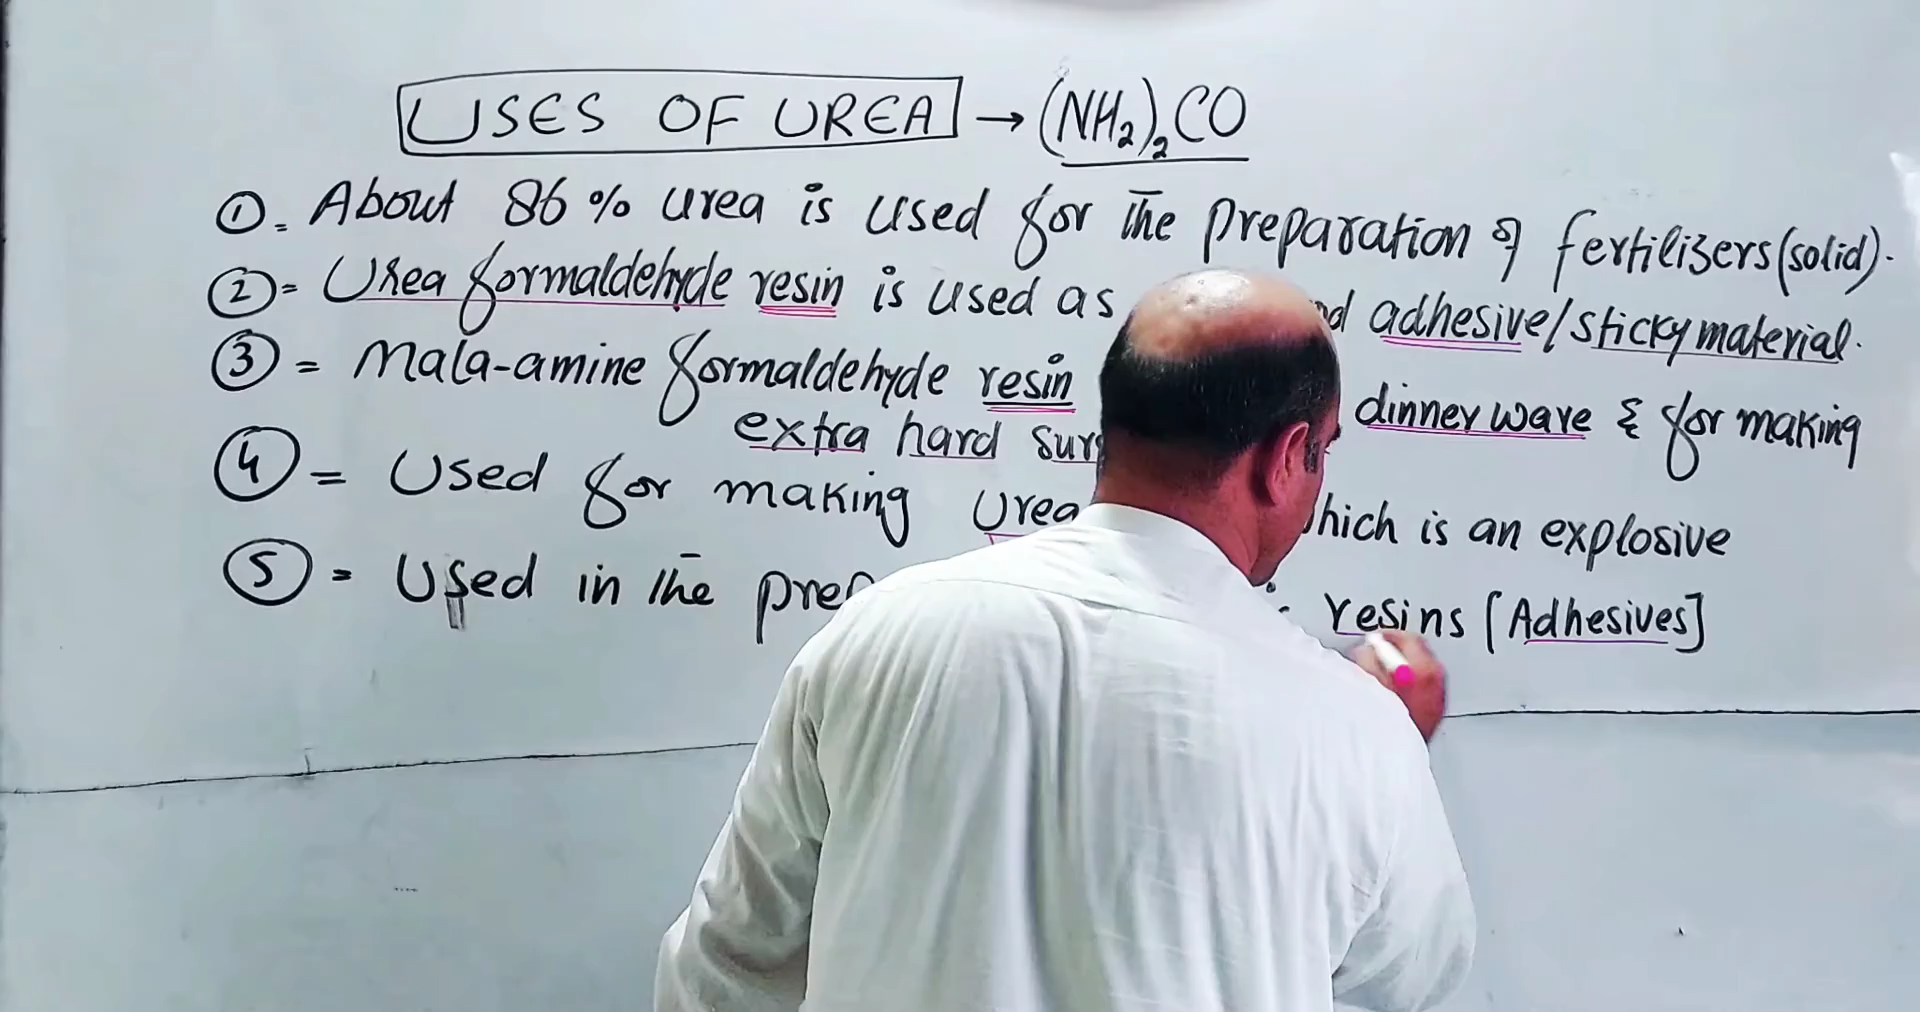 USES OF UREA → (NH₂)₂CO
①= About 86% urea is used for the preparation of fertilizers (solid).
②= Urea formaldehyde resin is used as adhesive/sticky material.
③= Mala-amine formaldehyde resin dinner ware & for making
extra hard
④= Used for making Urea which is an explosive
⑤= Used in the resins [Adhesives]